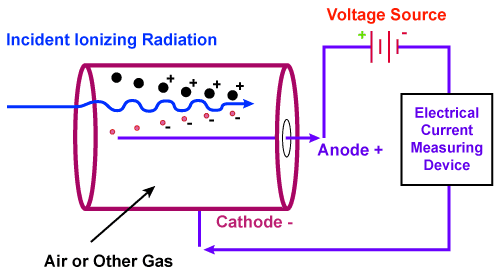 Voltage Source
+ -
Incident Ionizing Radiation
+ + + + +
- - - - -
Electrical
Current
Measuring
Device
Anode +
Cathode -
Air or Other Gas